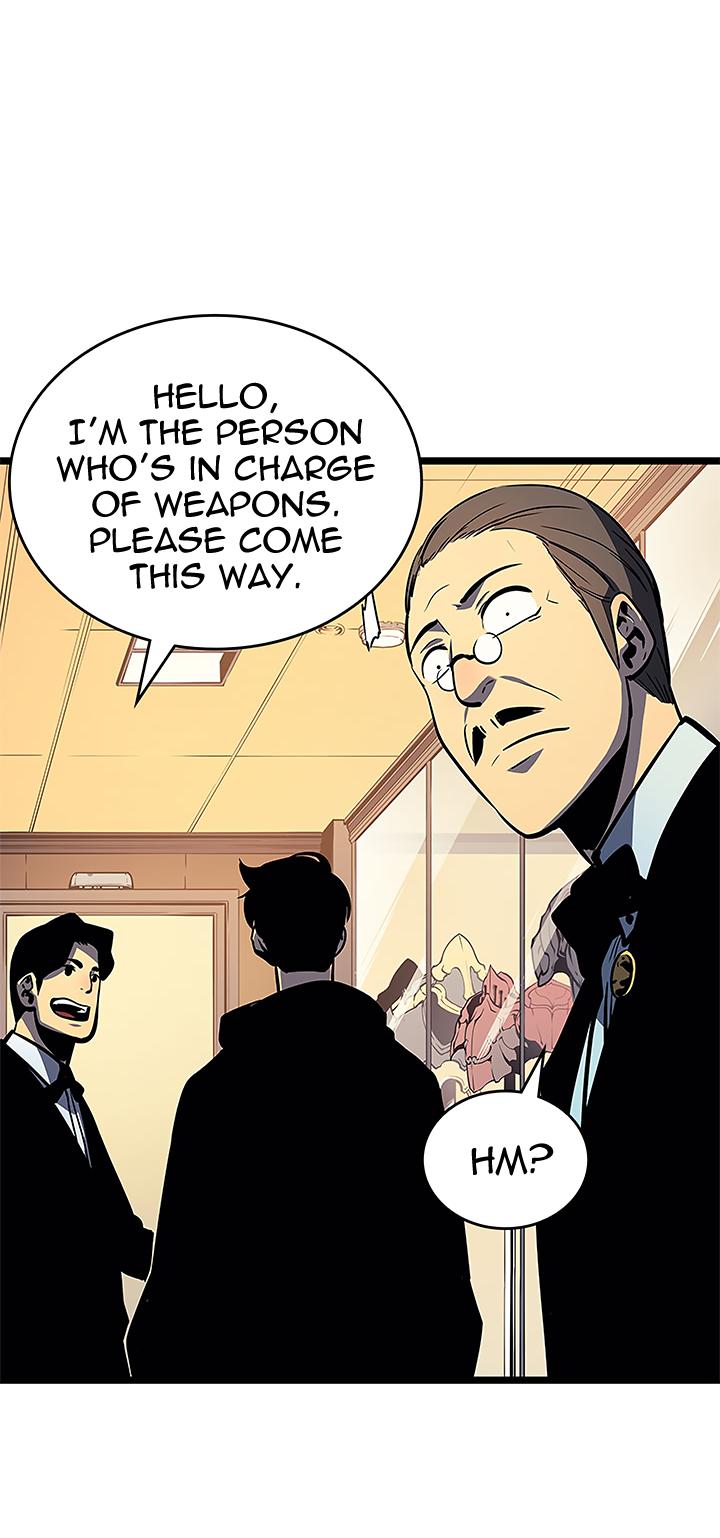 HELLO,
I'M THE PERSON
WHO'S IN CHARGE
OF WEAPONS.
PLEASE COME
THIS WAY.
HM?